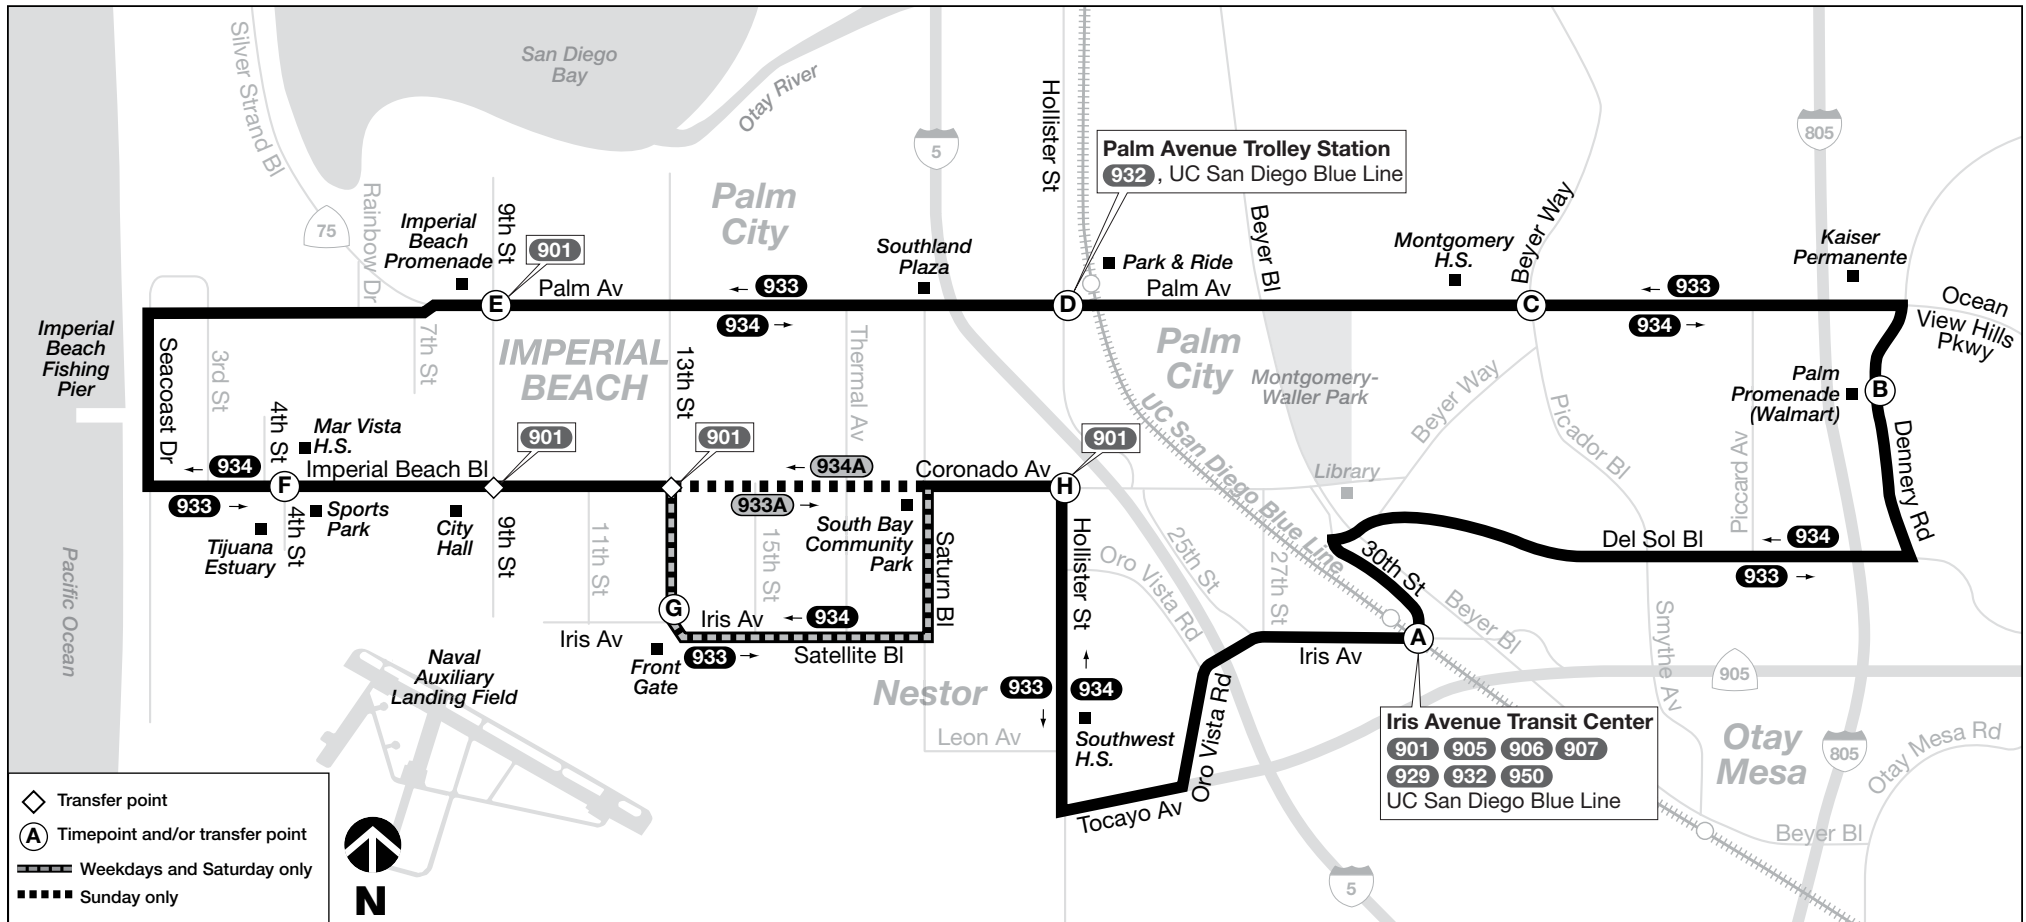 San Diego
Bay
Otay River
Silver Strand Bl
75
Rainbow Dr
5
Hollister St
805
Palm Avenue Trolley Station
932, UC San Diego Blue Line
Palm
City
Imperial
Beach
Promenade
9th St
901
Southland
Plaza
Park & Ride
Beyer Bl
Montgomery
H.S.
Beyer Way
Kaiser
Permanente
E
Palm Av
← 933
934 →
D
Palm Av
C
← 933
934 →
Ocean
View Hills
Pkwy
Imperial
Beach
Fishing
Pier
Seacoast Dr
3rd St
7th St
IMPERIAL
BEACH
13th St
Thermal Av
Palm
City
Montgomery-
Waller Park
Beyer Way
Picador Bl
Palm
Promenade
(Walmart)
B
Piccard Av
Dennery Rd
4th St
Mar Vista
H.S.
← 934
Imperial Beach Bl
901
901
← 934A
Coronado Av
901
UC San Diego Blue Line
Library
F
H
933 →
Tijuana
Estuary
4th St
Sports
Park
City
Hall
9th St
11th St
15th St
933A →
South Bay
Community
Park
Saturn Bl
Hollister St
Oro Vista Rd
25th St
27th St
30th St
Del Sol Bl
← 934
933 →
Pacific Ocean
G
Iris Av
Iris Av
← 934
933 →
Satellite Bl
Front
Gate
Naval
Auxiliary
Landing Field
Nestor
933
934
↓
↑
Leon Av
Southwest
H.S.
Oro Vista Rd
Tocayo Av
Iris Av
A
Beyer Bl
Smythe Av
905
Iris Avenue Transit Center
901 905 906 907
929 932 950
UC San Diego Blue Line
Otay
Mesa
805
Otay Mesa Rd
Beyer Bl
5
Transfer point
A Timepoint and/or transfer point
Weekdays and Saturday only
Sunday only
N